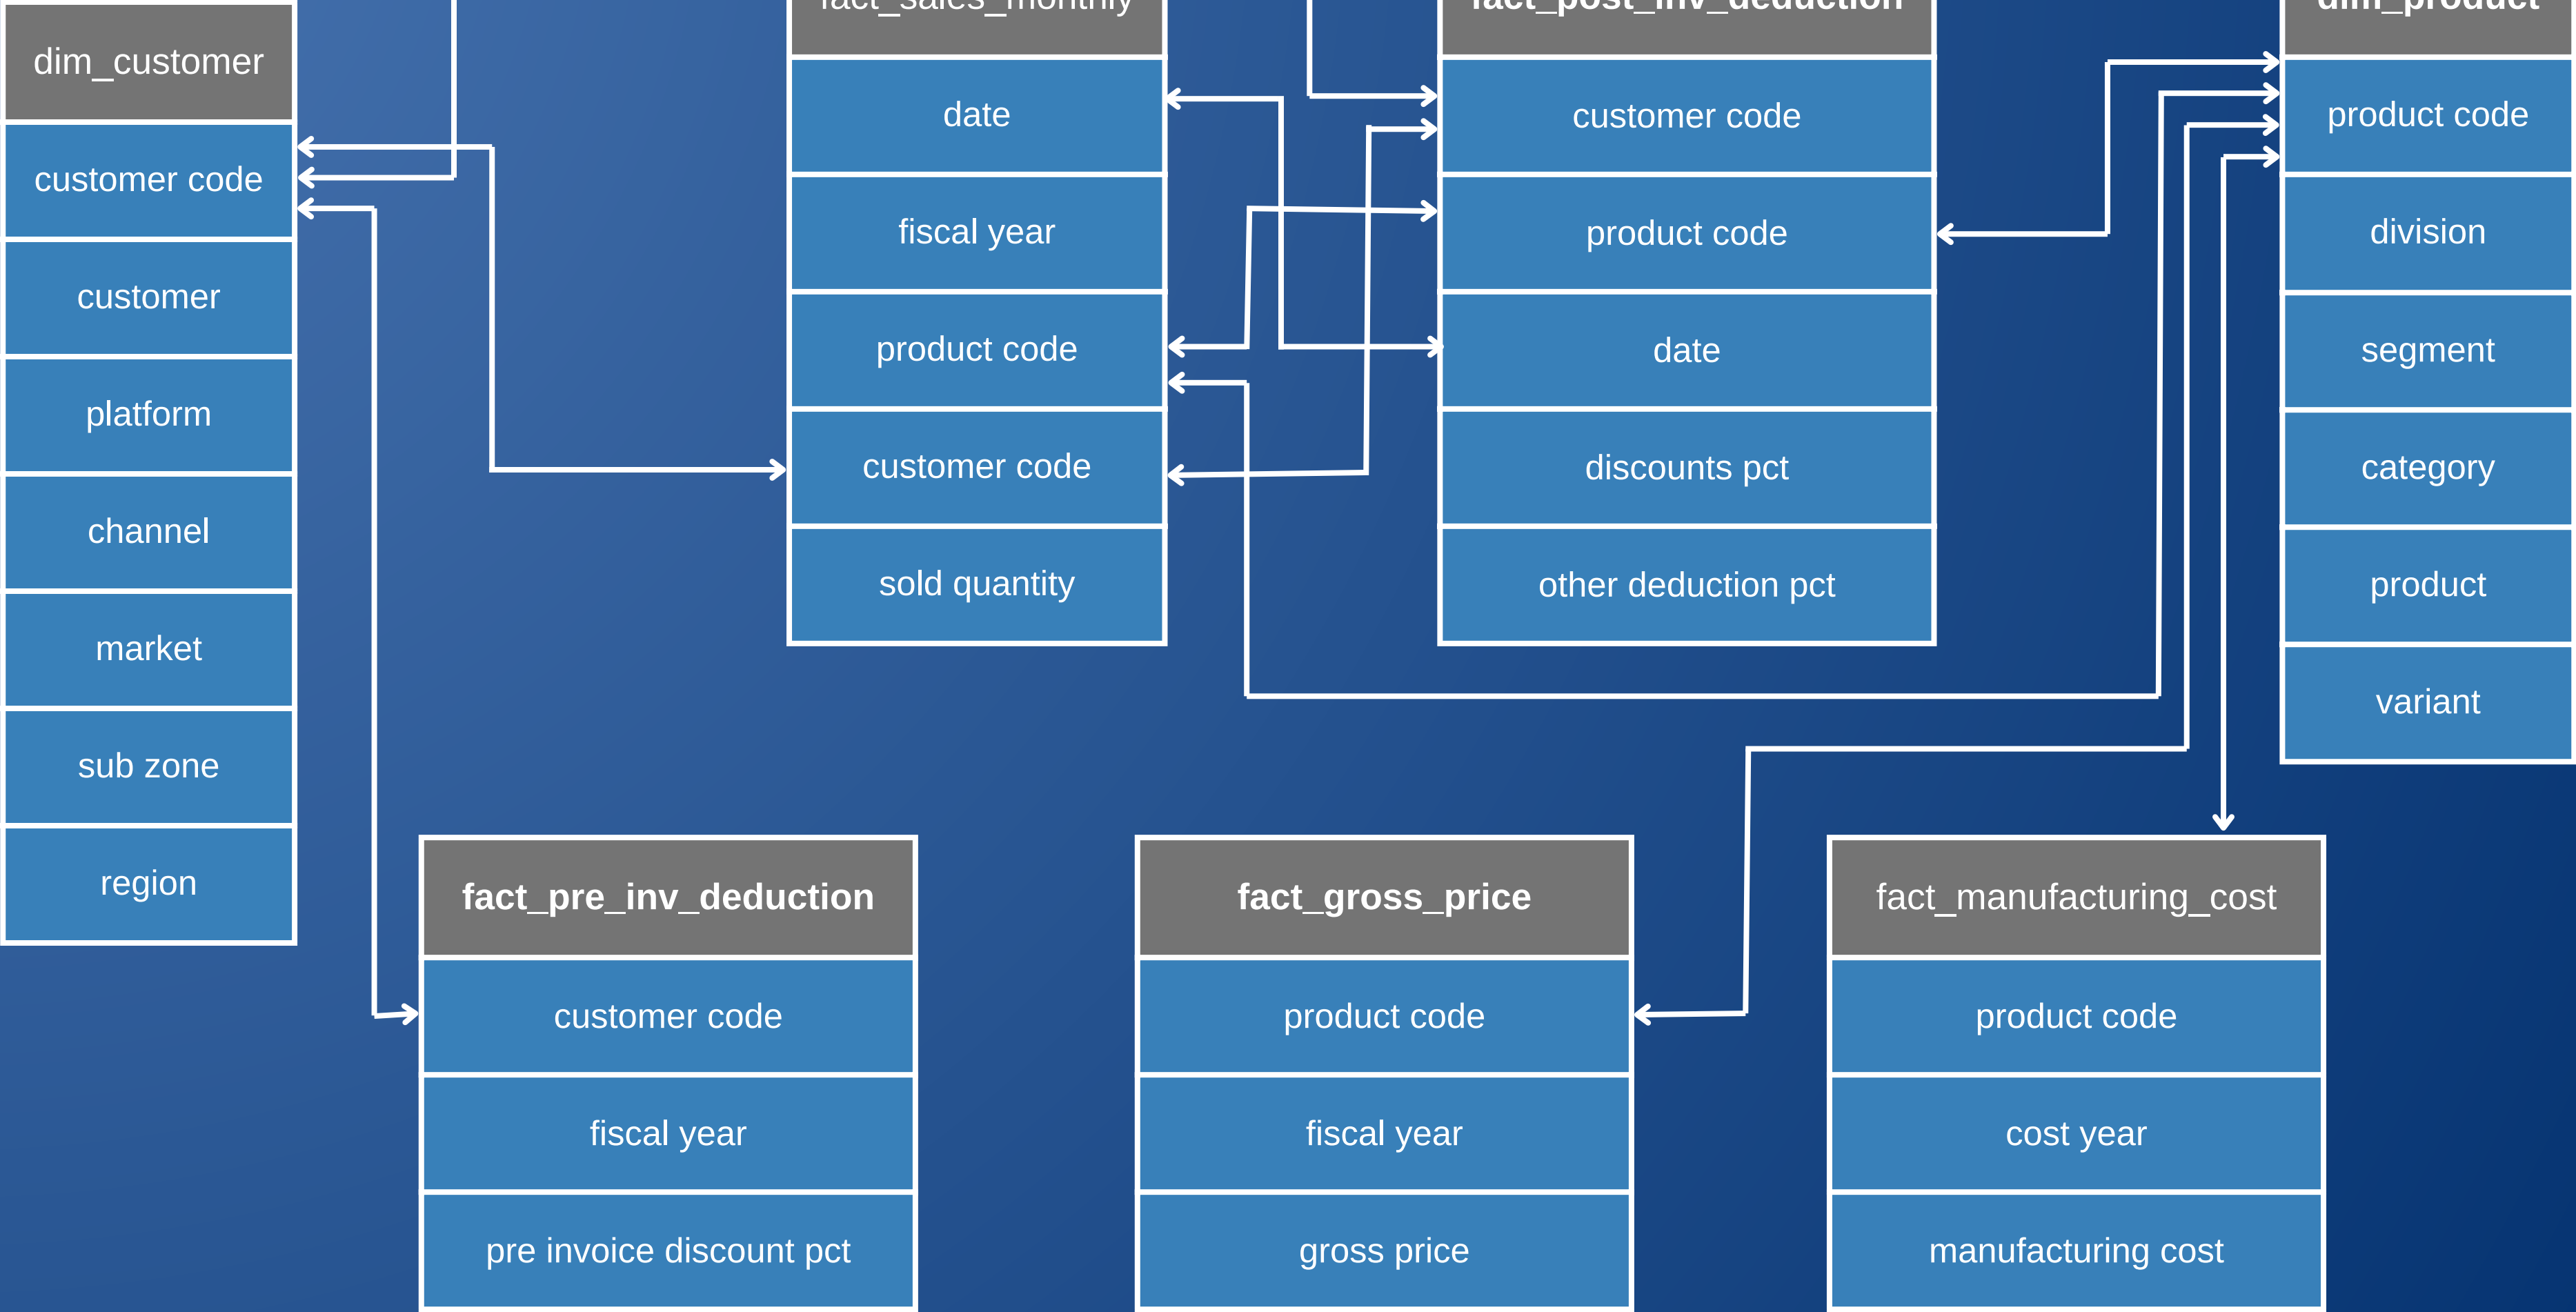 dim_customer
customer code
customer
platform
channel
market
sub zone
region
fact_sales_monthly
date
fiscal year
product code
customer code
sold quantity
fact_post_inv_deduction
customer code
product code
date
discounts pct
other deduction pct
dim_product
product code
division
segment
category
product
variant
fact_pre_inv_deduction
customer code
fiscal year
pre invoice discount pct
fact_gross_price
product code
fiscal year
gross price
fact_manufacturing_cost
product code
cost year
manufacturing cost